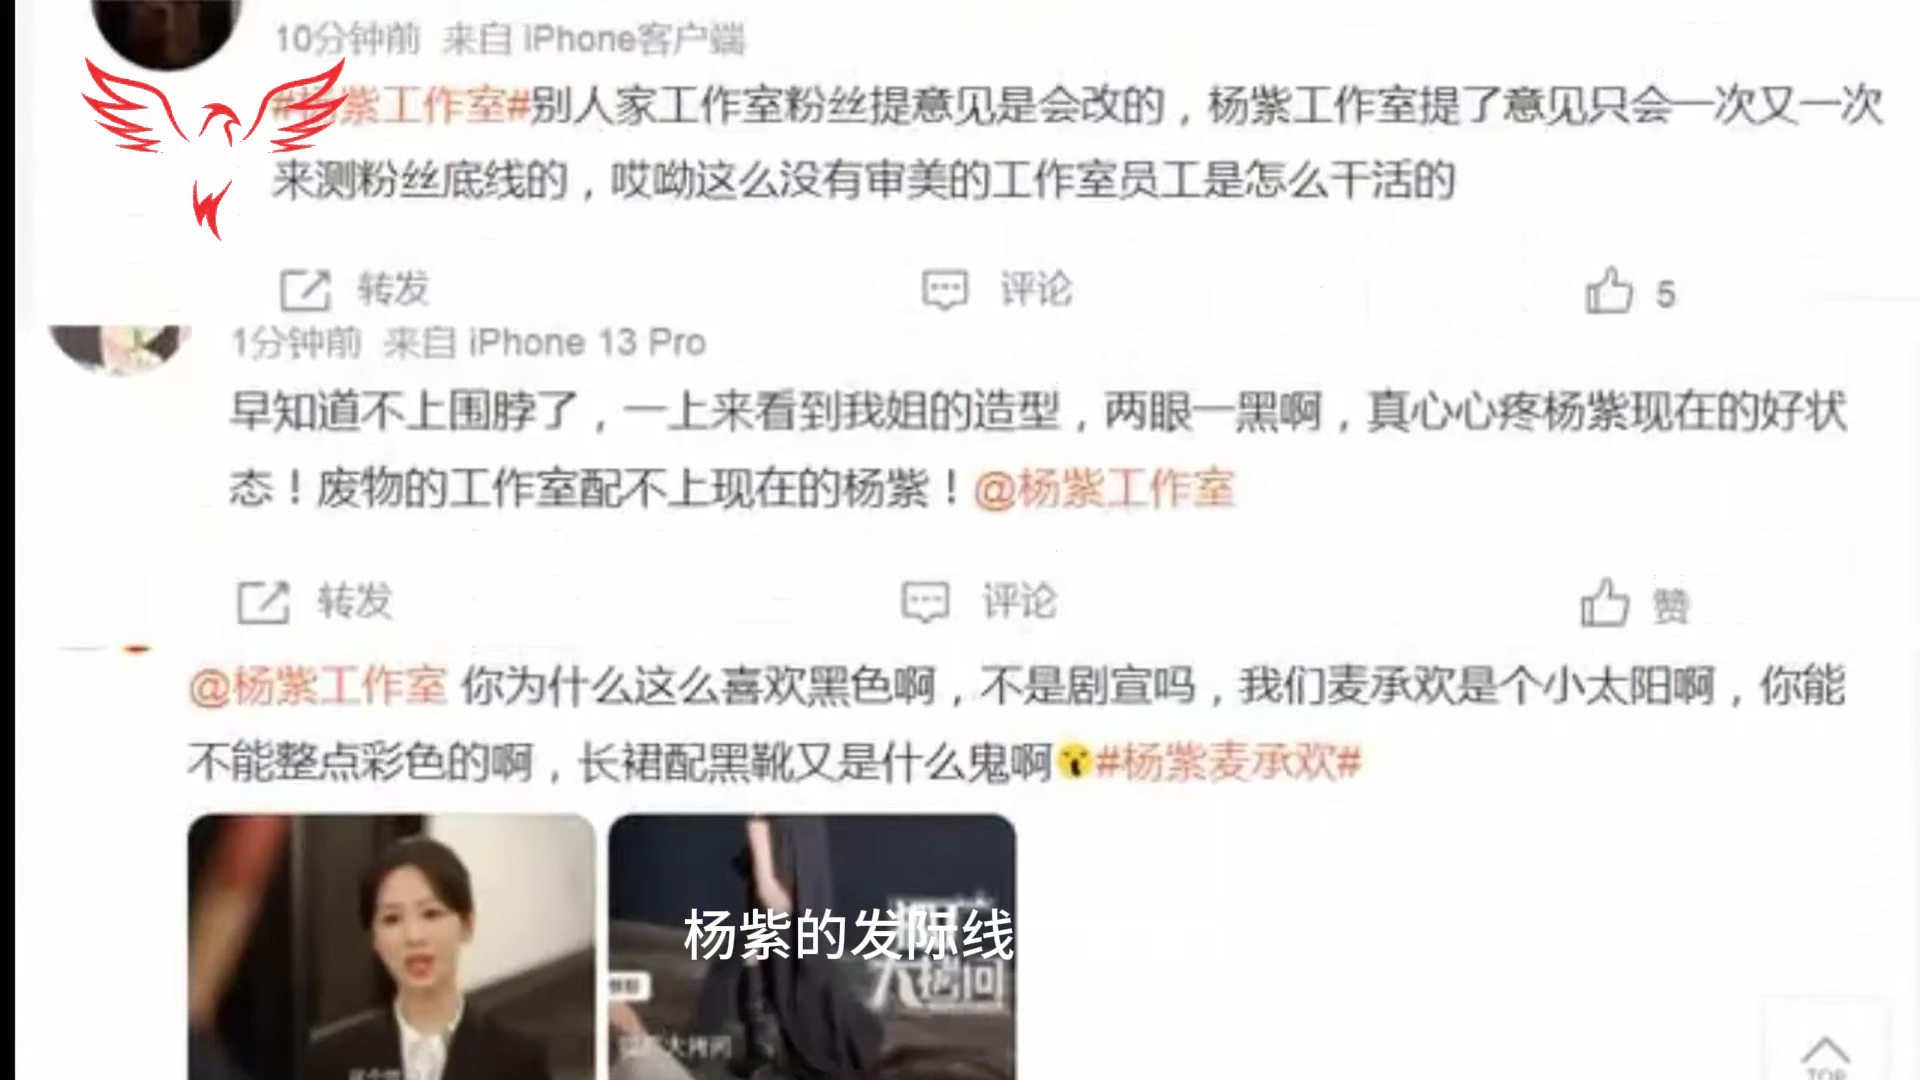 10分钟前 来自 iPhone客户端
#杨紫工作室#别人家工作室粉丝提意见是会改的，杨紫工作室提了意见只会一次又一次
来测粉丝底线的，哎呦这么没有审美的工作室员工是怎么干活的
转发 评论 5
1分钟前 来自 iPhone 13 Pro
早知道不上围脖了，一上来看到我姐的造型，两眼一黑啊，真心心疼杨紫现在的好状
态！废物的工作室配不上现在的杨紫！@杨紫工作室
转发 评论 赞
@杨紫工作室 你为什么这么喜欢黑色啊，不是剧宣吗，我们麦承欢是个小太阳啊，你能
不能整点彩色的啊，长裙配黑靴又是什么鬼啊😮#杨紫麦承欢#
杨紫的发际线
大拷问
大拷问
TOP